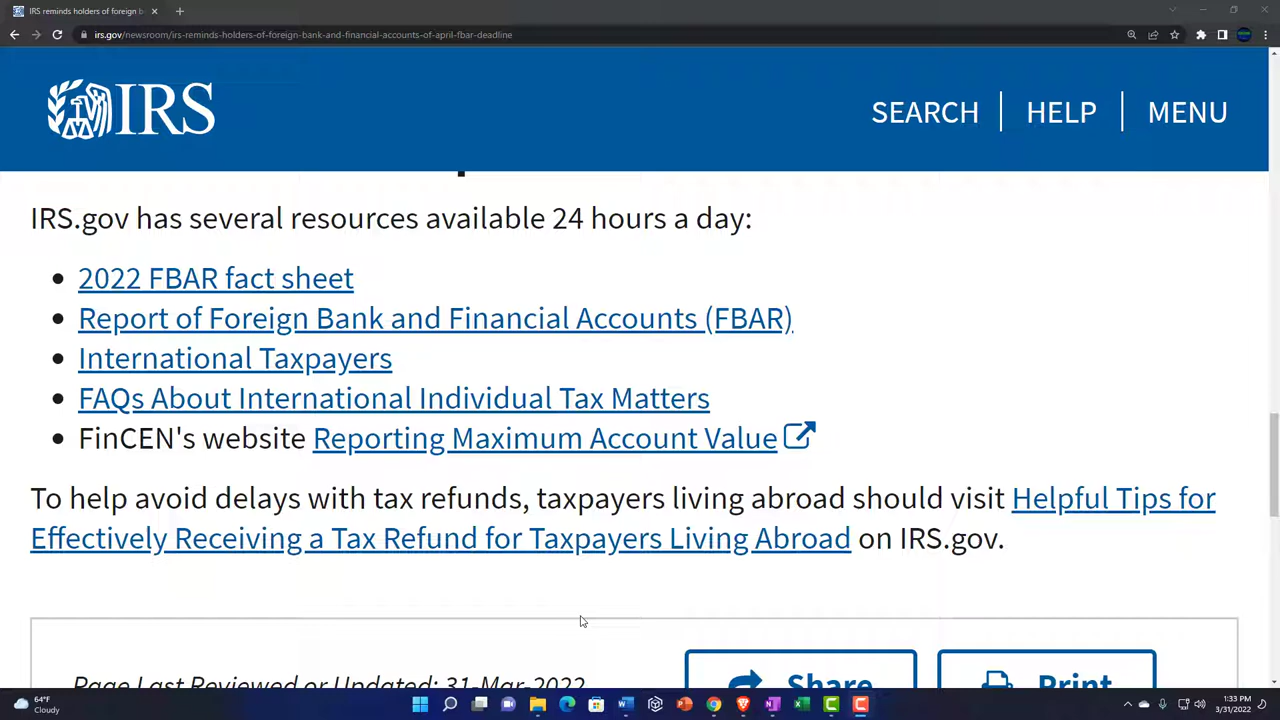 IRS reminds holders of foreign b
irs.gov/newsroom/irs-reminds-holders-of-foreign-bank-and-financial-accounts-of-april-fbar-deadline
IRS
SEARCH
HELP
MENU
IRS.gov has several resources available 24 hours a day:
• 2022 FBAR fact sheet
• Report of Foreign Bank and Financial Accounts (FBAR)
• International Taxpayers
• FAQs About International Individual Tax Matters
• FinCEN's website Reporting Maximum Account Value
To help avoid delays with tax refunds, taxpayers living abroad should visit Helpful Tips for
Effectively Receiving a Tax Refund for Taxpayers Living Abroad on IRS.gov.
Page Last Reviewed or Updated: 31-Mar-2022
Share
Print
64°F
Cloudy
1:33 PM
3/31/2022